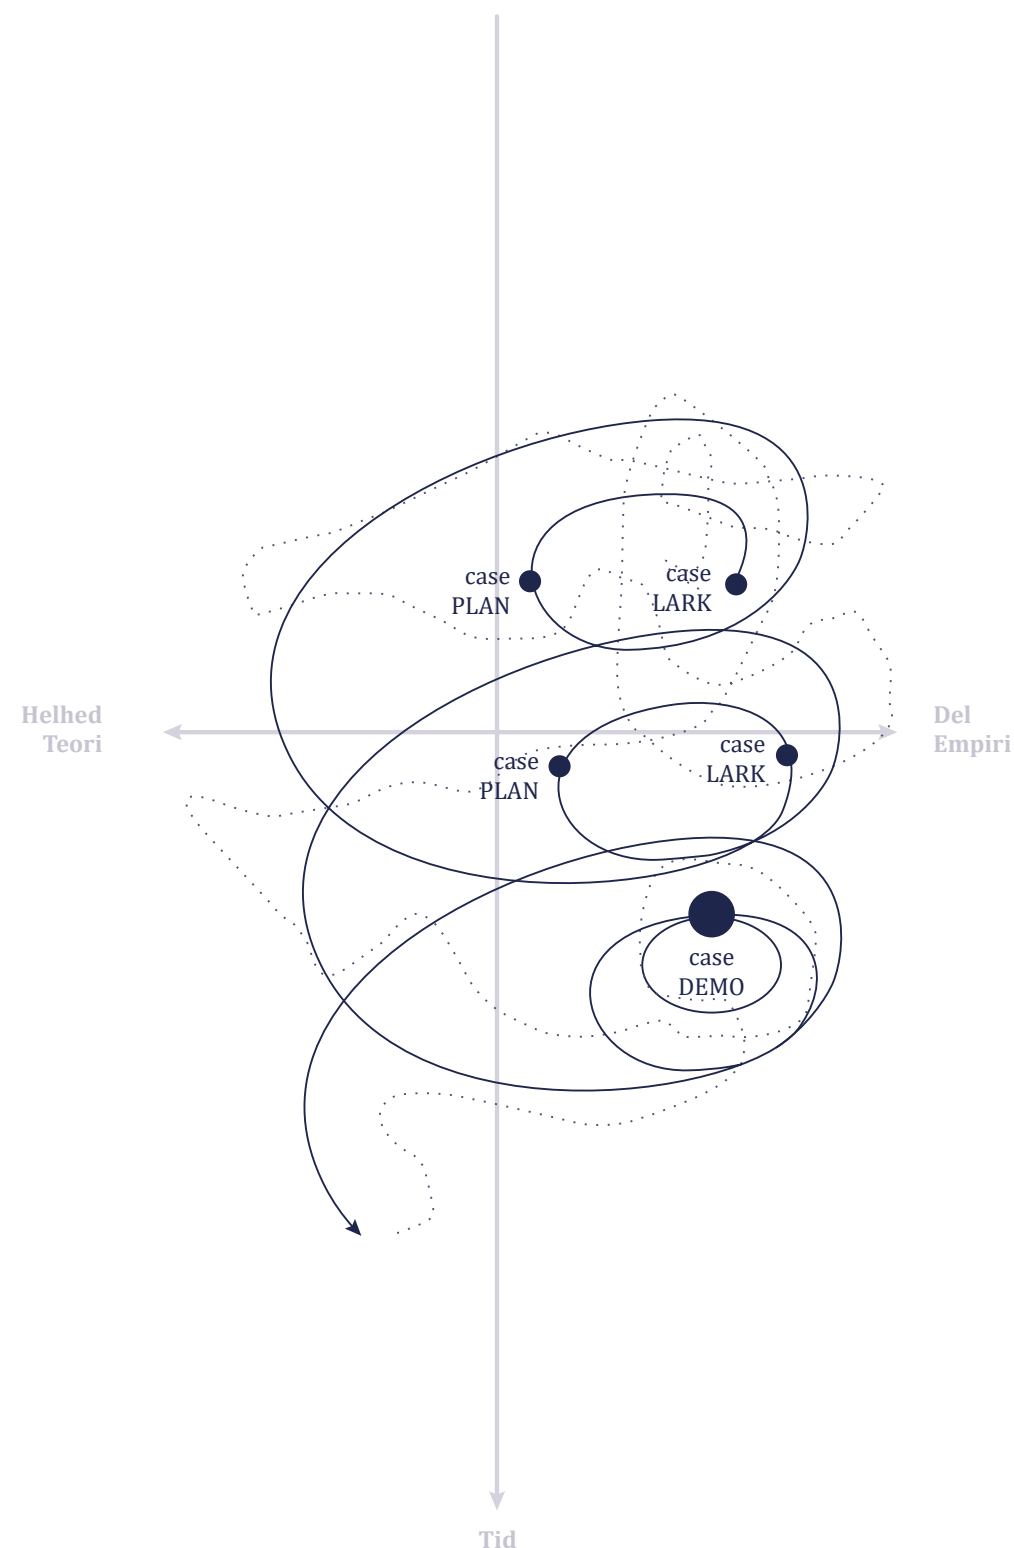 case
PLAN
case
LARK
Helhed
Teori
Del
Empiri
case
PLAN
case
LARK
case
DEMO
Tid